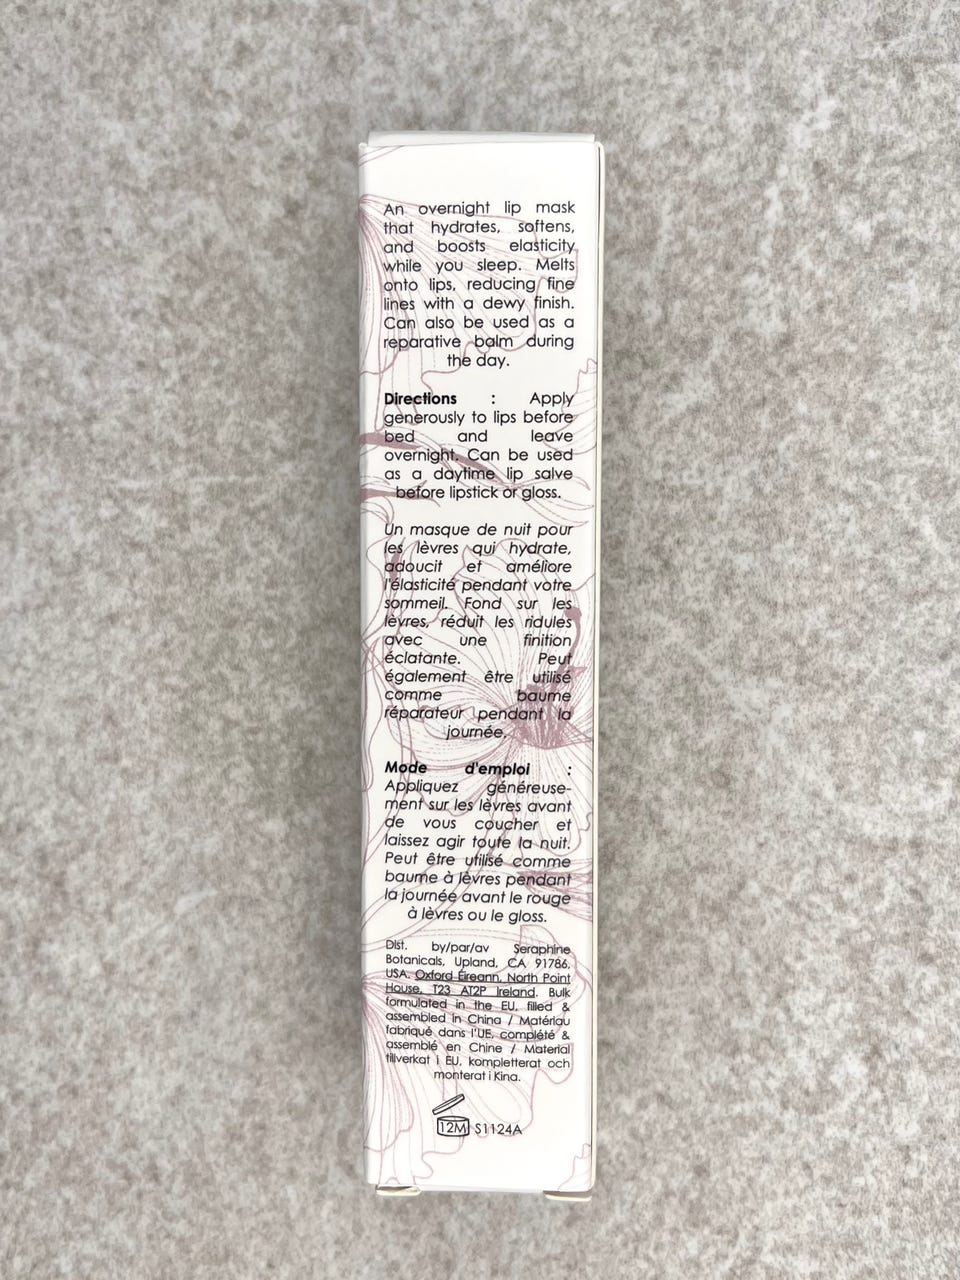 An overnight lip mask
that hydrates, softens,
and boosts elasticity
while you sleep. Melts
onto lips, reducing fine
lines with a dewy finish.
Can also be used as a
reparative balm during
the day.
Directions : Apply
generously to lips before
bed and leave
overnight. Can be used
as a daytime lip salve
before lipstick or gloss.
Un masque de nuit pour
les lèvres qui hydrate,
adoucit et améliore
l'élasticité pendant votre
sommeil. Fond sur les
lèvres, réduit les ridules
avec une finition
éclatante. Peut
également être utilisé
comme baume
réparateur pendant la
journée.
Mode d'emploi :
Appliquez généreuse-
ment sur les lèvres avant
de vous coucher et
laissez agir toute la nuit.
Peut être utilisé comme
baume à lèvres pendant
la journée avant le rouge
à lèvres ou le gloss.
Dist. by/par/av Seraphine
Botanicals, Upland, CA 91786,
USA. Oxford Éireann, North Point
House, T23 AT2P Ireland. Bulk
formulated in the EU, filled &
assembled in China / Matériau
fabriqué dans l'UE, complété &
assemblé en Chine / Material
tillverkat i EU, kompletterat och
monterat i Kina.
12M S1124A